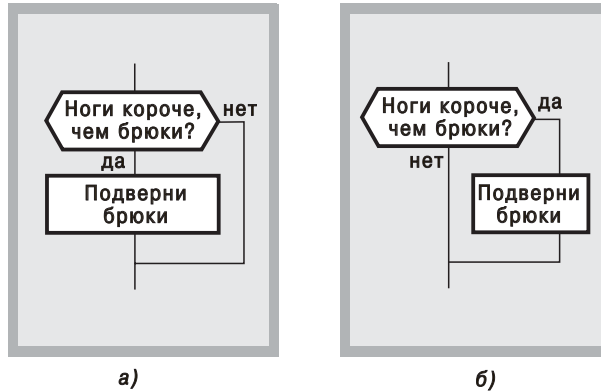 Ноги короче,
чем брюки?
нет
да
Подверни
брюки
а)
Ноги короче,
чем брюки?
да
нет
Подверни
брюки
б)